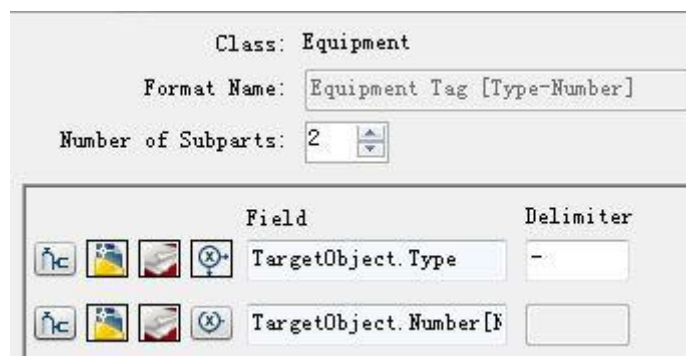 Class: Equipment
Format Name: Equipment Tag [Type-Number]
Number of Subparts: 2
Field Delimiter
TargetObject.Type -
TargetObject.Number[N